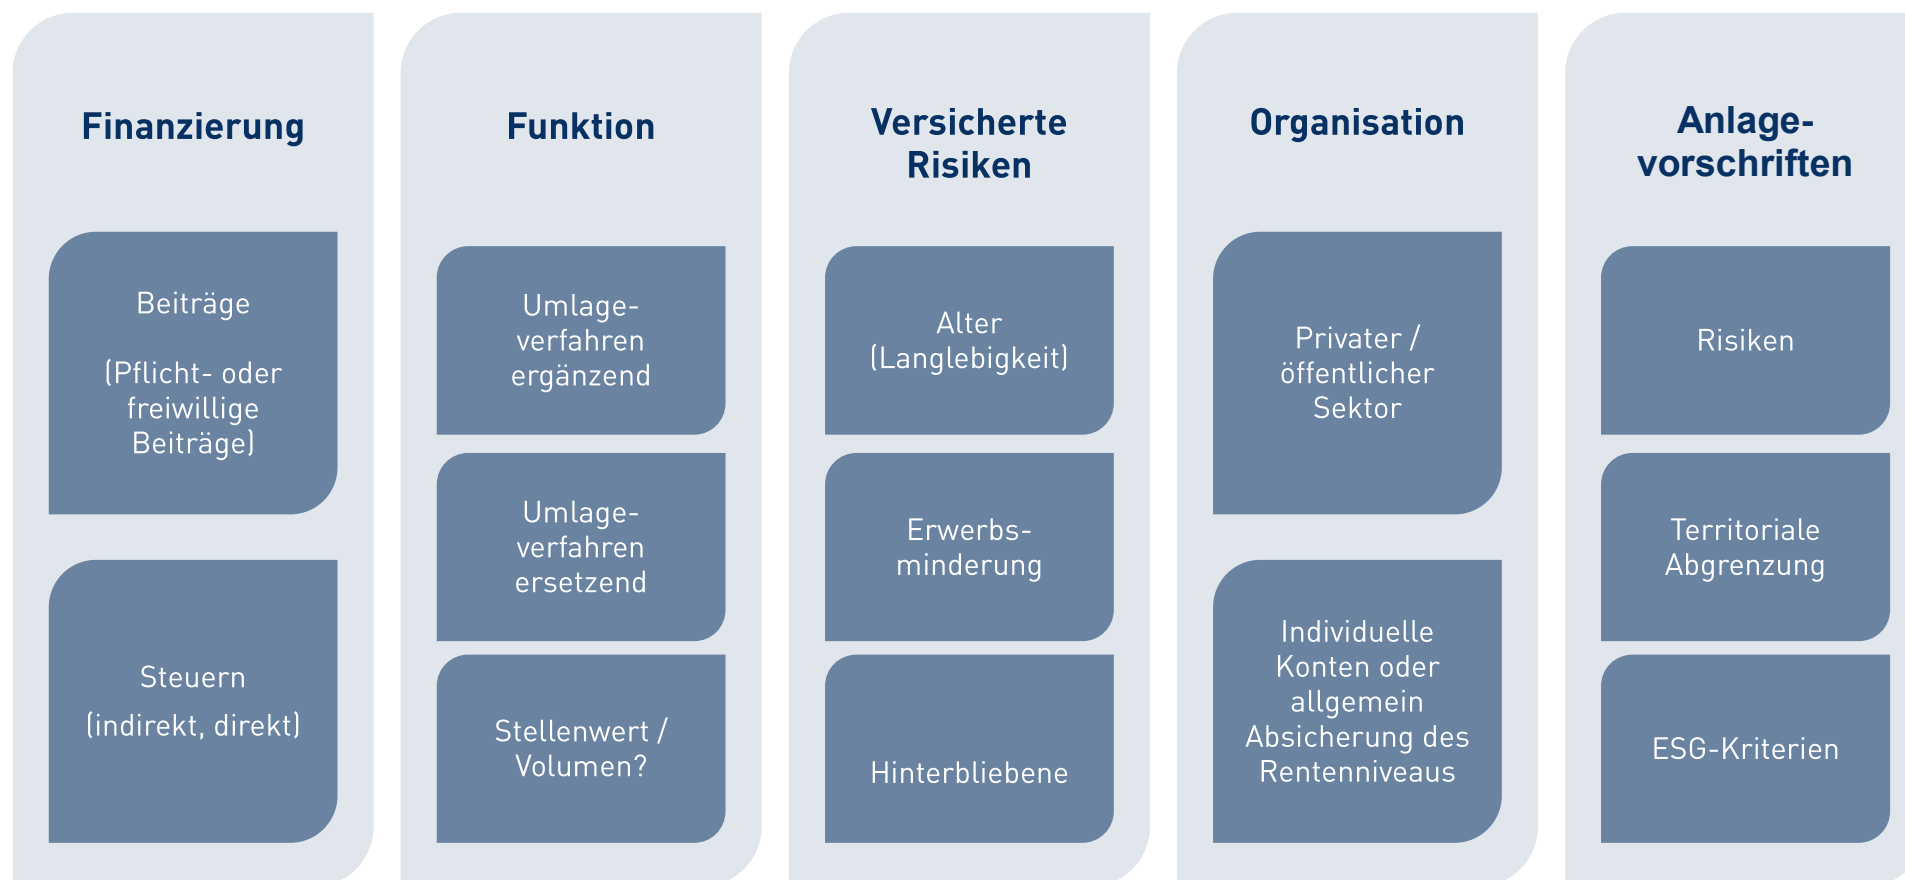 Finanzierung
Beiträge
(Pflicht- oder
freiwillige
Beiträge)
Steuern
(indirekt, direkt)
Funktion
Umlage-
verfahren
ergänzend
Umlage-
verfahren
ersetzend
Stellenwert /
Volumen?
Versicherte
Risiken
Alter
(Langlebigkeit)
Erwerbs-
minderung
Hinterbliebene
Organisation
Privater /
öffentlicher
Sektor
Individuelle
Konten oder
allgemein
Absicherung des
Rentenniveaus
Anlage-
vorschriften
Risiken
Territoriale
Abgrenzung
ESG-Kriterien